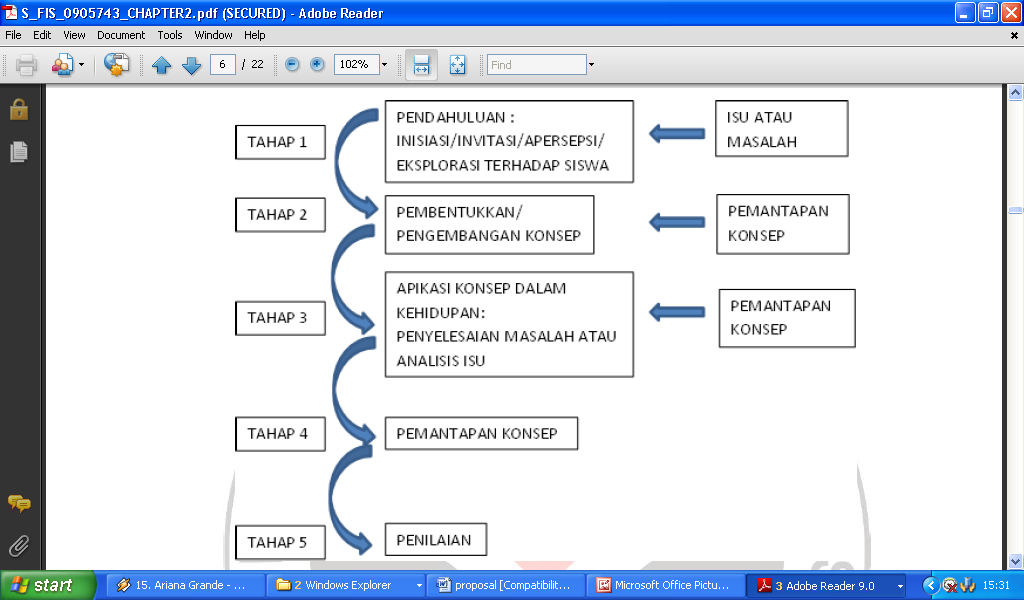 S_FIS_0905743_CHAPTER2.pdf (SECURED) - Adobe Reader
File Edit View Document Tools Window Help
6 / 22 102% Find
TAHAP 1
PENDAHULUAN :
INISIASI/INVITASI/APERSEPSI/
EKSPLORASI TERHADAP SISWA
ISU ATAU
MASALAH
TAHAP 2
PEMBENTUKKAN/
PENGEMBANGAN KONSEP
PEMANTAPAN
KONSEP
TAHAP 3
APIKASI KONSEP DALAM
KEHIDUPAN:
PENYELESAIAN MASALAH ATAU
ANALISIS ISU
PEMANTAPAN
KONSEP
TAHAP 4
PEMANTAPAN KONSEP
TAHAP 5
PENILAIAN
start 15. Ariana Grande - ... 2 Windows Explorer proposal [Compatibilit... Microsoft Office Pictu... 3 Adobe Reader 9.0 15:31